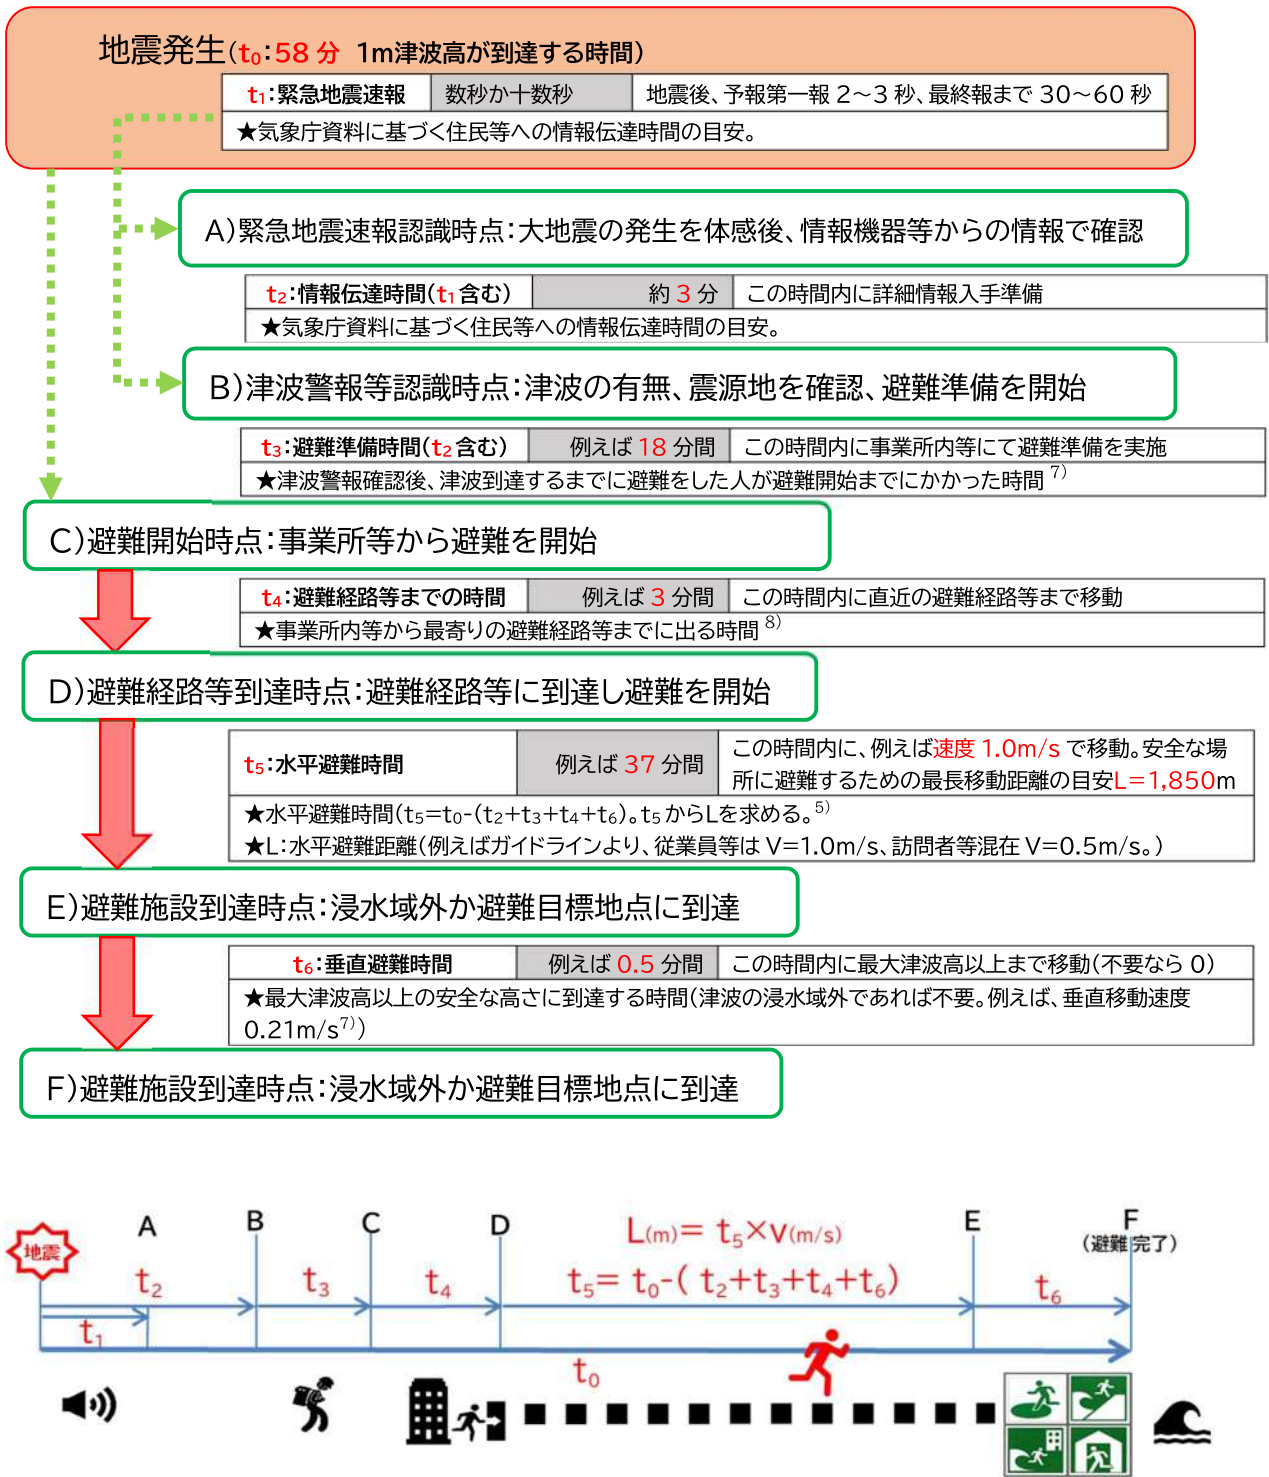 地震発生(t₀:58 分 1m津波高が到達する時間)
t₁:緊急地震速報 数秒か十数秒 地震後、予報第一報 2～3 秒、最終報まで 30～60 秒
★気象庁資料に基づく住民等への情報伝達時間の目安。
A)緊急地震速報認識時点:大地震の発生を体感後、情報機器等からの情報で確認
t₂:情報伝達時間(t₁含む) 約 3 分 この時間内に詳細情報入手準備
★気象庁資料に基づく住民等への情報伝達時間の目安。
B)津波警報等認識時点:津波の有無、震源地を確認、避難準備を開始
t₃:避難準備時間(t₂含む) 例えば 18 分間 この時間内に事業所内等にて避難準備を実施
★津波警報確認後、津波到達するまでに避難をした人が避難開始までにかかった時間 7)
C)避難開始時点:事業所等から避難を開始
t₄:避難経路等までの時間 例えば 3 分間 この時間内に直近の避難経路等まで移動
★事業所内等から最寄りの避難経路等までに出る時間 8)
D)避難経路等到達時点:避難経路等に到達し避難を開始
t₅:水平避難時間 例えば 37 分間 この時間内に、例えば速度 1.0m/s で移動。安全な場
所に避難するための最長移動距離の目安L=1,850m
★水平避難時間(t₅=t₀-(t₂+t₃+t₄+t₆)。t₅からLを求める。5)
★L:水平避難距離(例えばガイドラインより、従業員等は V=1.0m/s、訪問者等混在 V=0.5m/s。)
E)避難施設到達時点:浸水域外か避難目標地点に到達
t₆:垂直避難時間 例えば 0.5 分間 この時間内に最大津波高以上まで移動(不要なら 0)
★最大津波高以上の安全な高さに到達する時間(津波の浸水域外であれば不要。例えば、垂直移動速度
0.21m/s7))
F)避難施設到達時点:浸水域外か避難目標地点に到達
A B C D L(m)= t₅×v(m/s) E F
地震 (避難完了)
t₂ t₃ t₄ t₅= t₀-( t₂+t₃+t₄+t₆) t₆
t₁
t₀